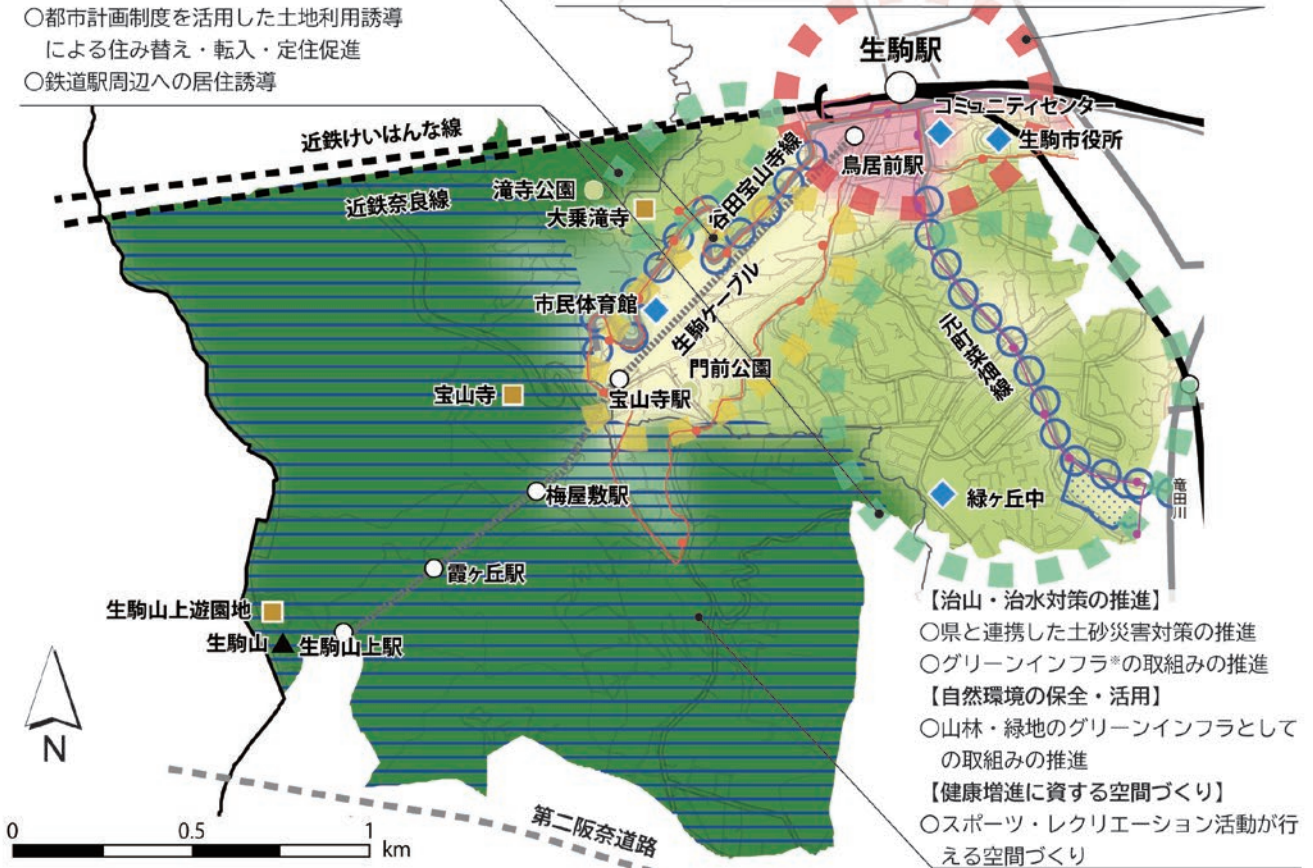 ○都市計画制度を活用した土地利用誘導
による住み替え・転入・定住促進
○鉄道駅周辺への居住誘導
生駒駅
コミュニティセンター
生駒市役所
鳥居前駅
近鉄けいはんな線
近鉄奈良線
滝寺公園
大乗滝寺
谷田宝山寺線
市民体育館
生駒ケーブル
元町菜畑線
門前公園
宝山寺
宝山寺駅
梅屋敷駅
緑ヶ丘中
竜田川
霞ヶ丘駅
生駒山上遊園地
生駒山
生駒山上駅
【治山・治水対策の推進】
○県と連携した土砂災害対策の推進
○グリーンインフラ※の取組みの推進
【自然環境の保全・活用】
○山林・緑地のグリーンインフラとして
の取組みの推進
【健康増進に資する空間づくり】
○スポーツ・レクリエーション活動が行
える空間づくり
N
第二阪奈道路
0 0.5 1
km